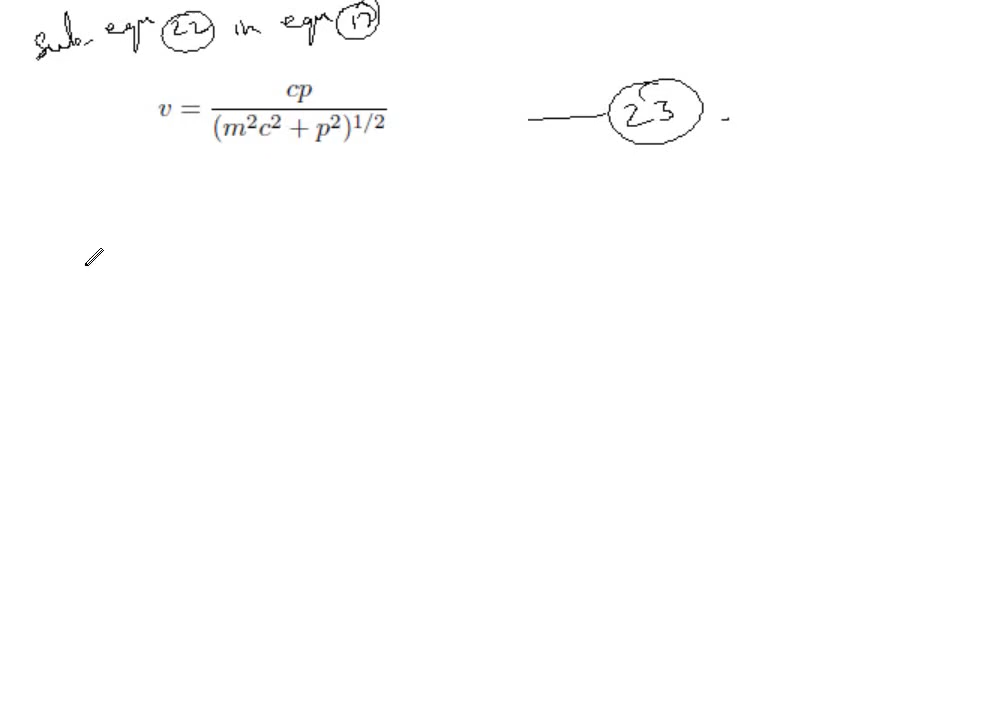 Sub. eqn 22 in eqn 17
v = cp / (m²c² + p²)^1/2 —— 23 .